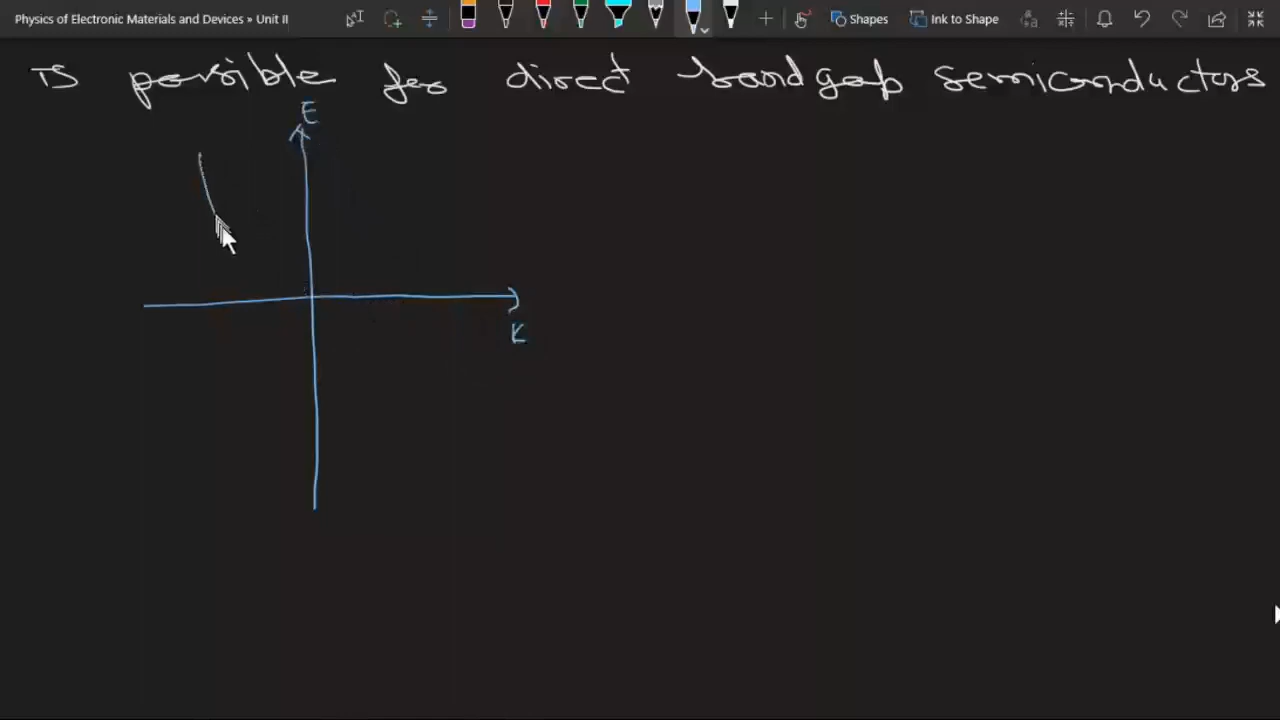 Physics of Electronic Materials and Devices » Unit II
Shapes
Ink to Shape
is possible for direct bandgap semiconductors
E
K